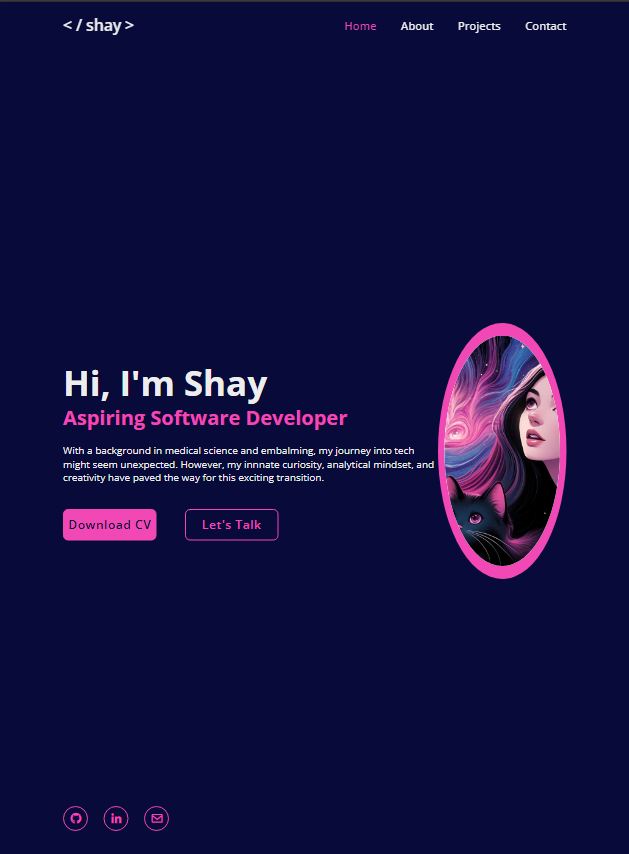 < / shay >
Home About Projects Contact
Hi, I'm Shay
Aspiring Software Developer
With a background in medical science and embalming, my journey into tech
might seem unexpected. However, my innnate curiosity, analytical mindset, and
creativity have paved the way for this exciting transition.
Download CV Let's Talk
in